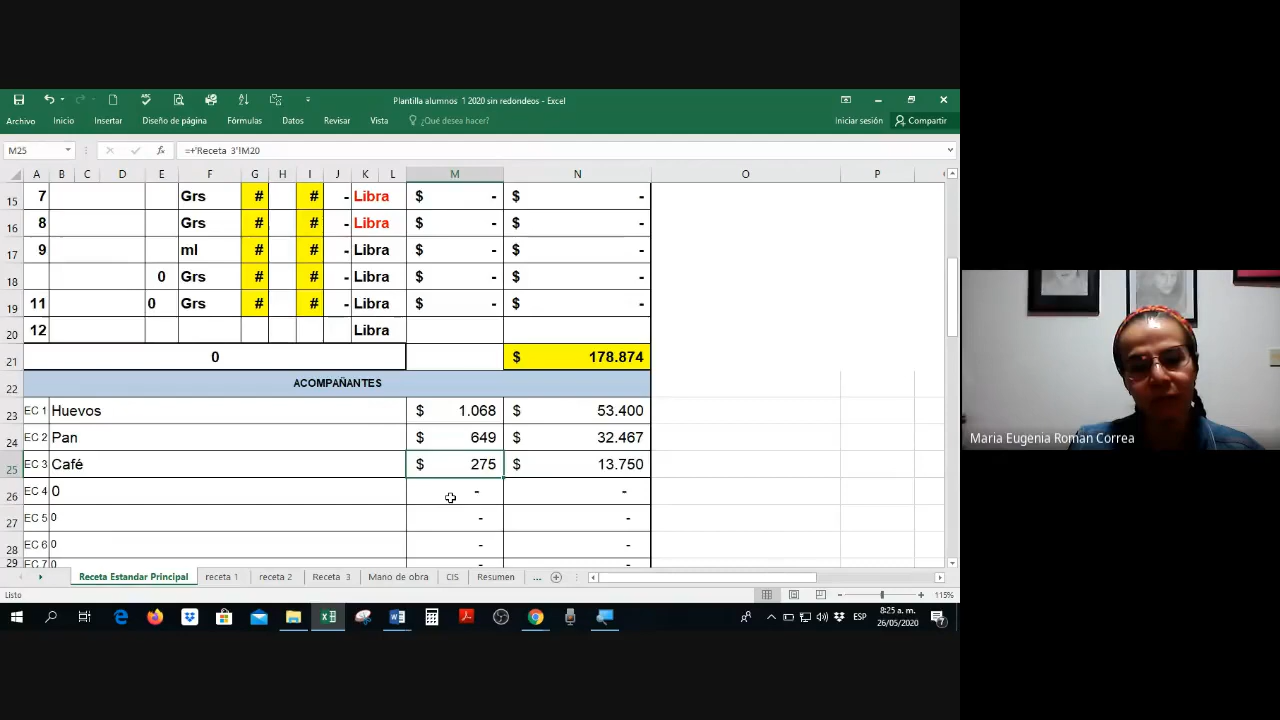 Plantilla alumnos 1 2020 sin redondeos - Excel
Archivo Inicio Insertar Diseño de página Fórmulas Datos Revisar Vista ¿Qué desea hacer? Iniciar sesión Compartir
M25 fx =+'Receta 3'!M20
A B C D E F G H I J K L M N O P
15 7 Grs # # - Libra $ - $ -
16 8 Grs # # - Libra $ - $ -
17 9 ml # # - Libra $ - $ -
18 0 Grs # # - Libra $ - $ -
19 11 0 Grs # # - Libra $ - $ -
20 12 Libra
21 0 $ 178.874
22 ACOMPAÑANTES
23 EC 1 Huevos $ 1.068 $ 53.400
24 EC 2 Pan $ 649 $ 32.467
25 EC 3 Café $ 275 $ 13.750
26 EC 4 0 - -
27 EC 5 0 - -
28 EC 6 0 - -
29 EC 7 0 - -
Receta Estandar Principal receta 1 receta 2 Receta 3 Mano de obra CIS Resumen ...
Listo 115%
ESP 8:25 a. m.
26/05/2020
Maria Eugenia Roman Correa